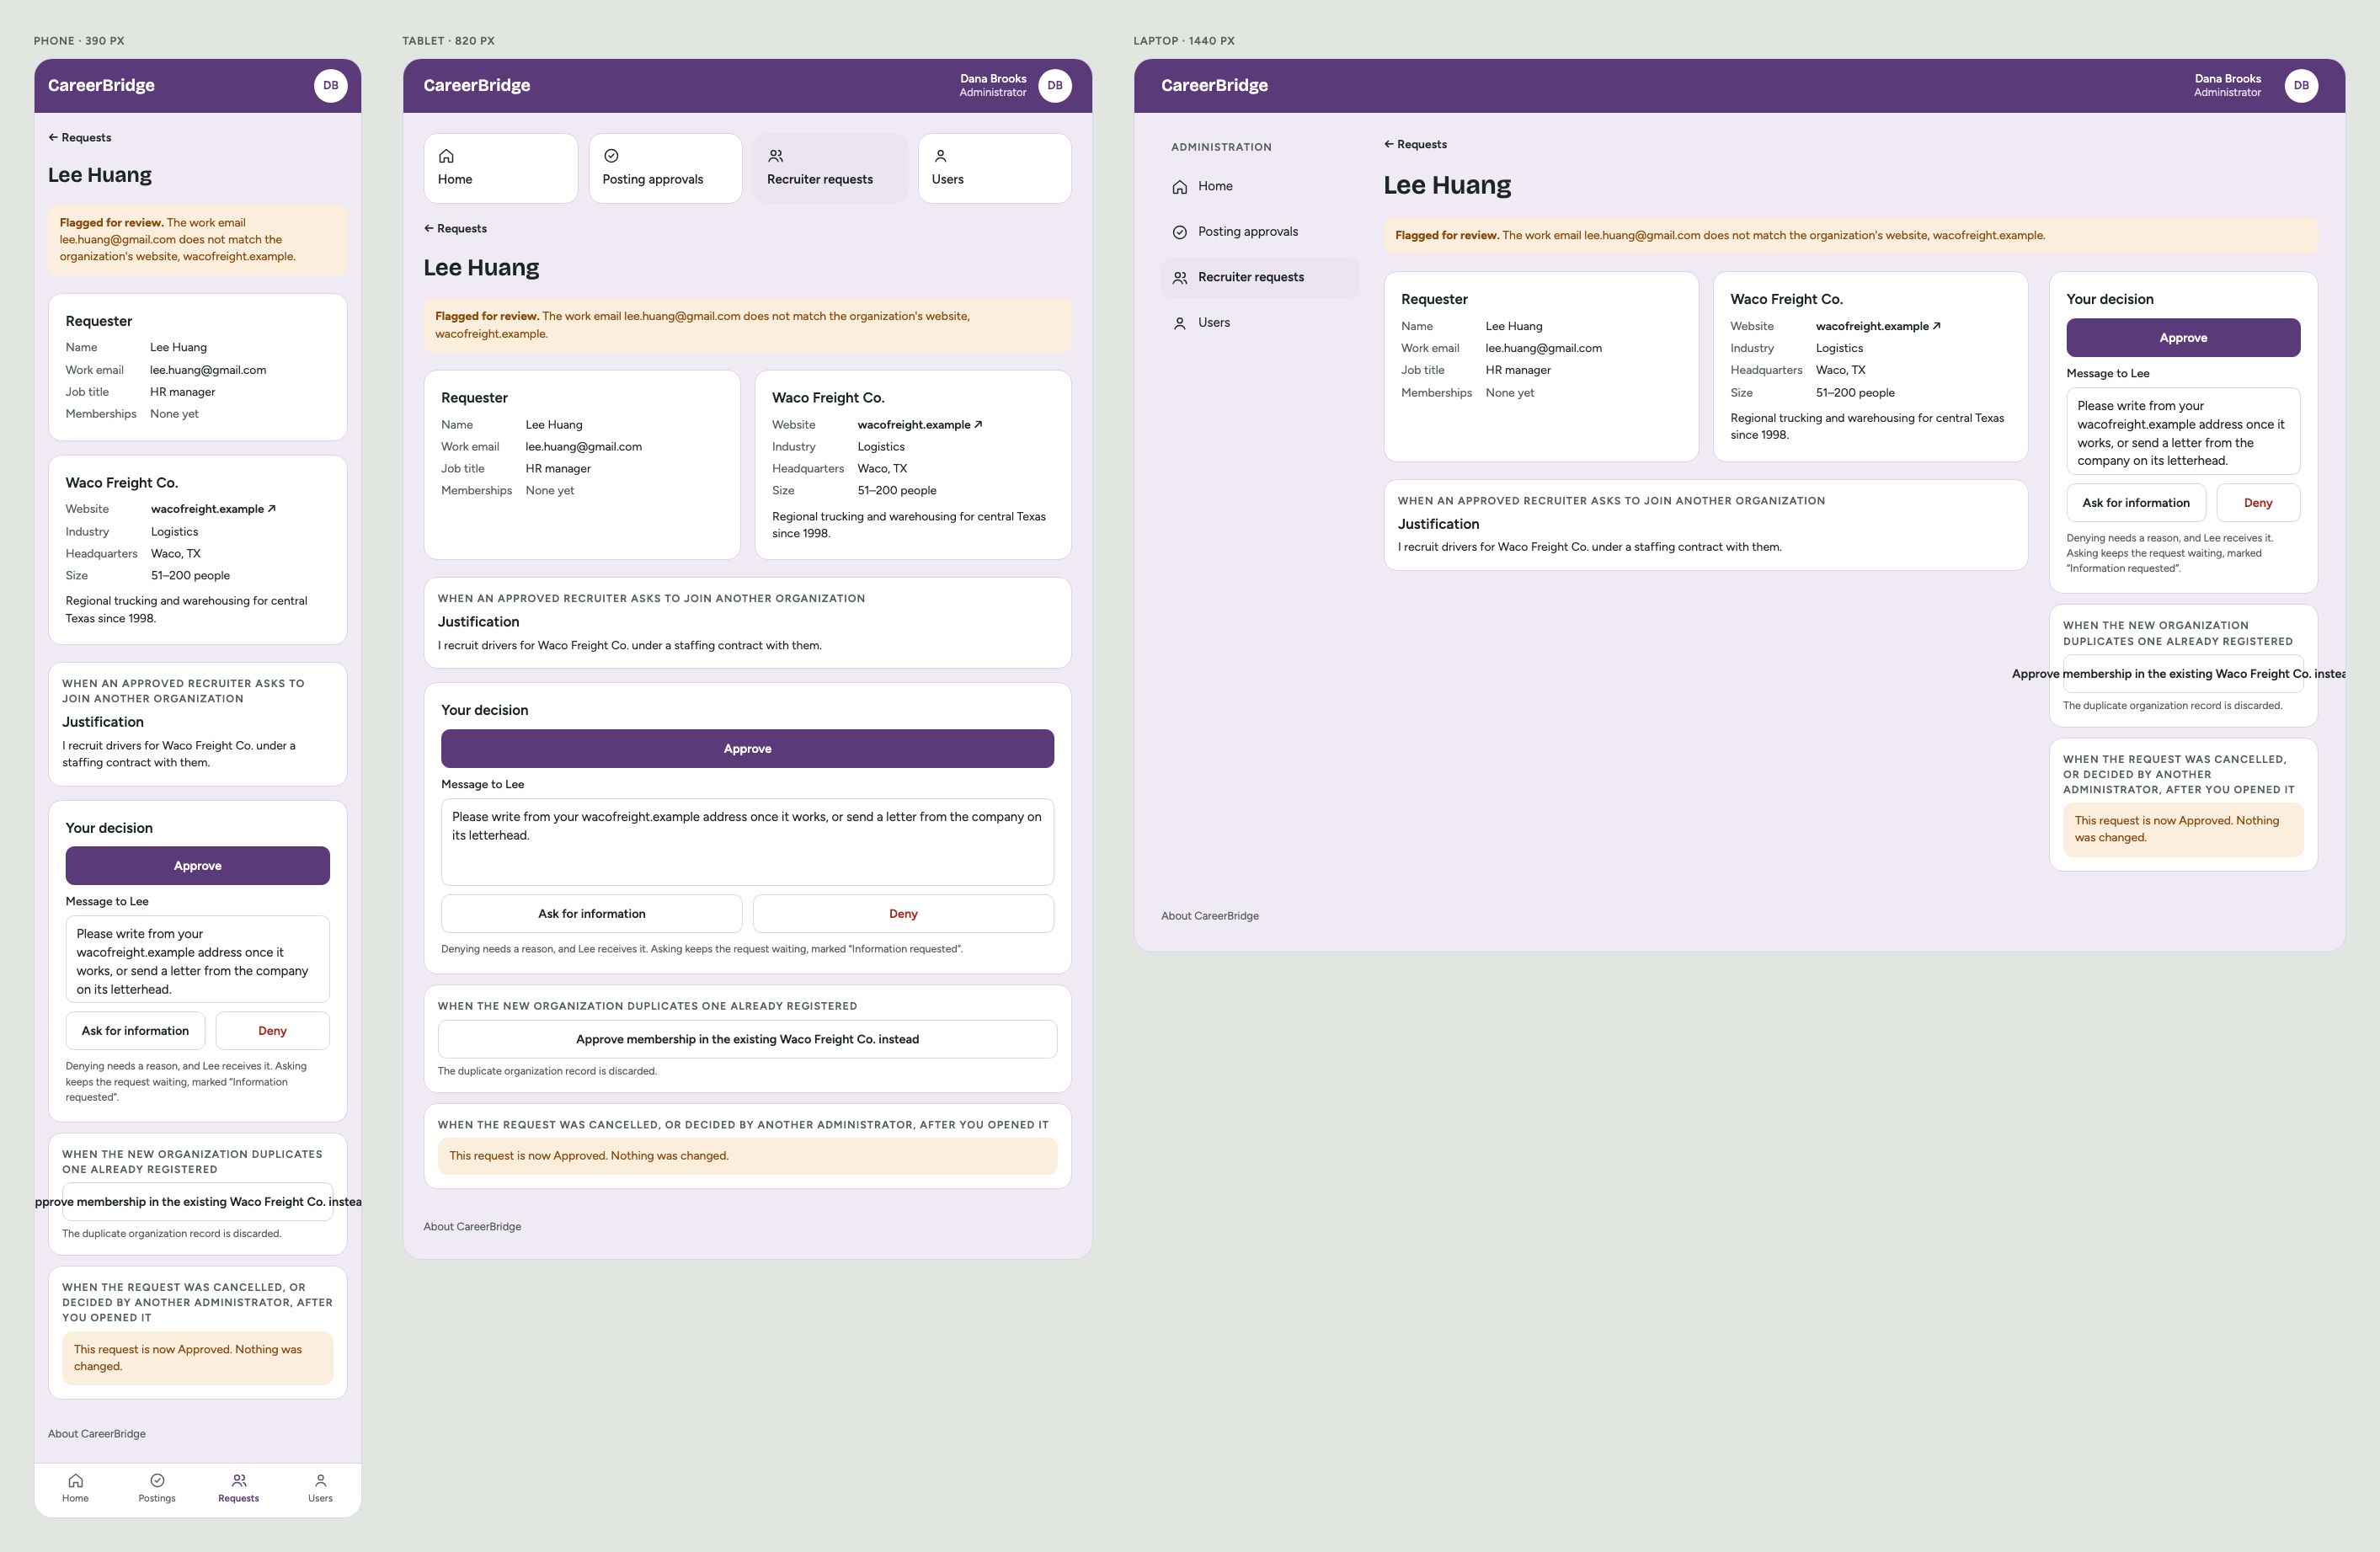 PHONE · 390 PX
CareerBridge
DB
← Requests
Lee Huang
Flagged for review. The work email
lee.huang@gmail.com does not match the
organization's website, wacofreight.example.
Requester
Name Lee Huang
Work email lee.huang@gmail.com
Job title HR manager
Memberships None yet
Waco Freight Co.
Website wacofreight.example ↗
Industry Logistics
Headquarters Waco, TX
Size 51–200 people
Regional trucking and warehousing for central
Texas since 1998.
WHEN AN APPROVED RECRUITER ASKS TO
JOIN ANOTHER ORGANIZATION
Justification
I recruit drivers for Waco Freight Co. under a
staffing contract with them.
Your decision
Approve
Message to Lee
Please write from your
wacofreight.example address once it
works, or send a letter from the company
on its letterhead.
Ask for information
Deny
Denying needs a reason, and Lee receives it. Asking
keeps the request waiting, marked “Information
requested”.
WHEN THE NEW ORGANIZATION DUPLICATES
ONE ALREADY REGISTERED
pprove membership in the existing Waco Freight Co. instea
The duplicate organization record is discarded.
WHEN THE REQUEST WAS CANCELLED, OR
DECIDED BY ANOTHER ADMINISTRATOR, AFTER
YOU OPENED IT
This request is now Approved. Nothing was
changed.
About CareerBridge
Home
Postings
Requests
Users
TABLET · 820 PX
CareerBridge
Dana Brooks
Administrator
DB
Home
Posting approvals
Recruiter requests
Users
← Requests
Lee Huang
Flagged for review. The work email lee.huang@gmail.com does not match the organization's website,
wacofreight.example.
Requester
Name Lee Huang
Work email lee.huang@gmail.com
Job title HR manager
Memberships None yet
Waco Freight Co.
Website wacofreight.example ↗
Industry Logistics
Headquarters Waco, TX
Size 51–200 people
Regional trucking and warehousing for central Texas
since 1998.
WHEN AN APPROVED RECRUITER ASKS TO JOIN ANOTHER ORGANIZATION
Justification
I recruit drivers for Waco Freight Co. under a staffing contract with them.
Your decision
Approve
Message to Lee
Please write from your wacofreight.example address once it works, or send a letter from the company on
its letterhead.
Ask for information
Deny
Denying needs a reason, and Lee receives it. Asking keeps the request waiting, marked “Information requested”.
WHEN THE NEW ORGANIZATION DUPLICATES ONE ALREADY REGISTERED
Approve membership in the existing Waco Freight Co. instead
The duplicate organization record is discarded.
WHEN THE REQUEST WAS CANCELLED, OR DECIDED BY ANOTHER ADMINISTRATOR, AFTER YOU OPENED IT
This request is now Approved. Nothing was changed.
About CareerBridge
LAPTOP · 1440 PX
CareerBridge
Dana Brooks
Administrator
DB
ADMINISTRATION
Home
Posting approvals
Recruiter requests
Users
← Requests
Lee Huang
Flagged for review. The work email lee.huang@gmail.com does not match the organization's website, wacofreight.example.
Requester
Name Lee Huang
Work email lee.huang@gmail.com
Job title HR manager
Memberships None yet
Waco Freight Co.
Website wacofreight.example ↗
Industry Logistics
Headquarters Waco, TX
Size 51–200 people
Regional trucking and warehousing for central Texas
since 1998.
WHEN AN APPROVED RECRUITER ASKS TO JOIN ANOTHER ORGANIZATION
Justification
I recruit drivers for Waco Freight Co. under a staffing contract with them.
Your decision
Approve
Message to Lee
Please write from your
wacofreight.example address once it
works, or send a letter from the
company on its letterhead.
Ask for information
Deny
Denying needs a reason, and Lee receives it.
Asking keeps the request waiting, marked
“Information requested”.
WHEN THE NEW ORGANIZATION
DUPLICATES ONE ALREADY REGISTERED
Approve membership in the existing Waco Freight Co. instea
The duplicate organization record is discarded.
WHEN THE REQUEST WAS CANCELLED,
OR DECIDED BY ANOTHER
ADMINISTRATOR, AFTER YOU OPENED IT
This request is now Approved. Nothing
was changed.
About CareerBridge